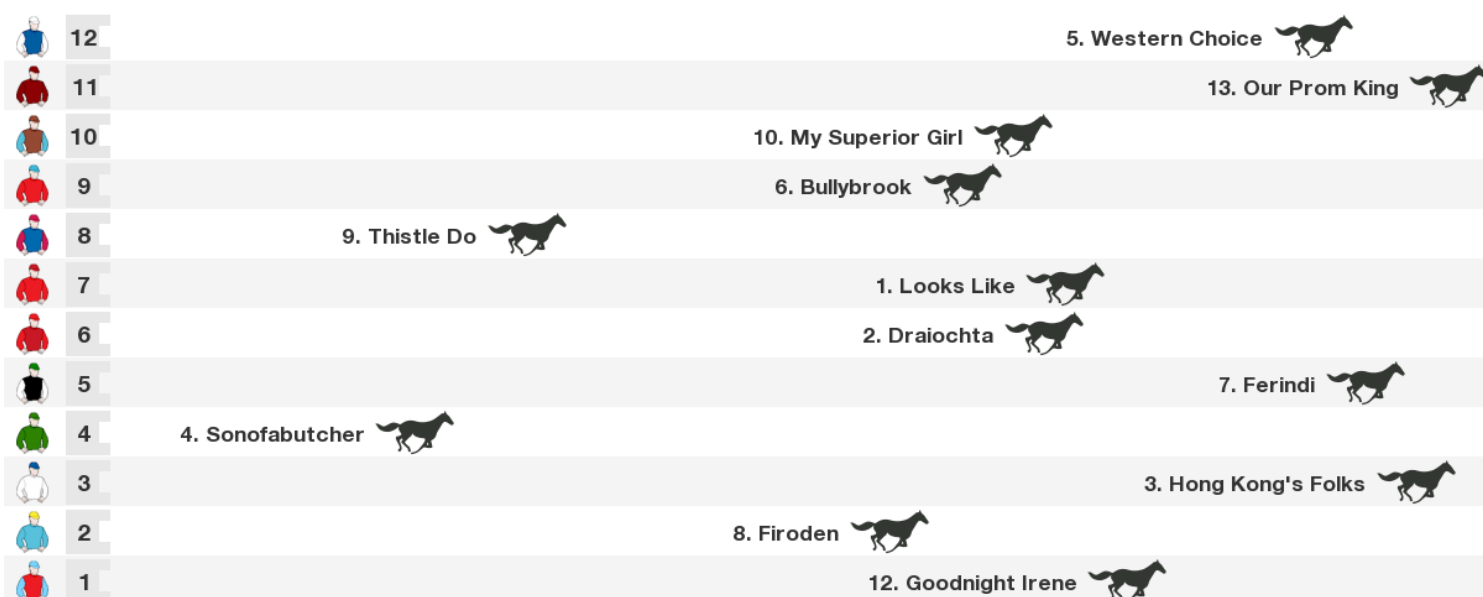 12 5. Western Choice
11 13. Our Prom King
10 10. My Superior Girl
9 6. Bullybrook
8 9. Thistle Do
7 1. Looks Like
6 2. Draiochta
5 7. Ferindi
4 4. Sonofabutcher
3 3. Hong Kong's Folks
2 8. Firoden
1 12. Goodnight Irene